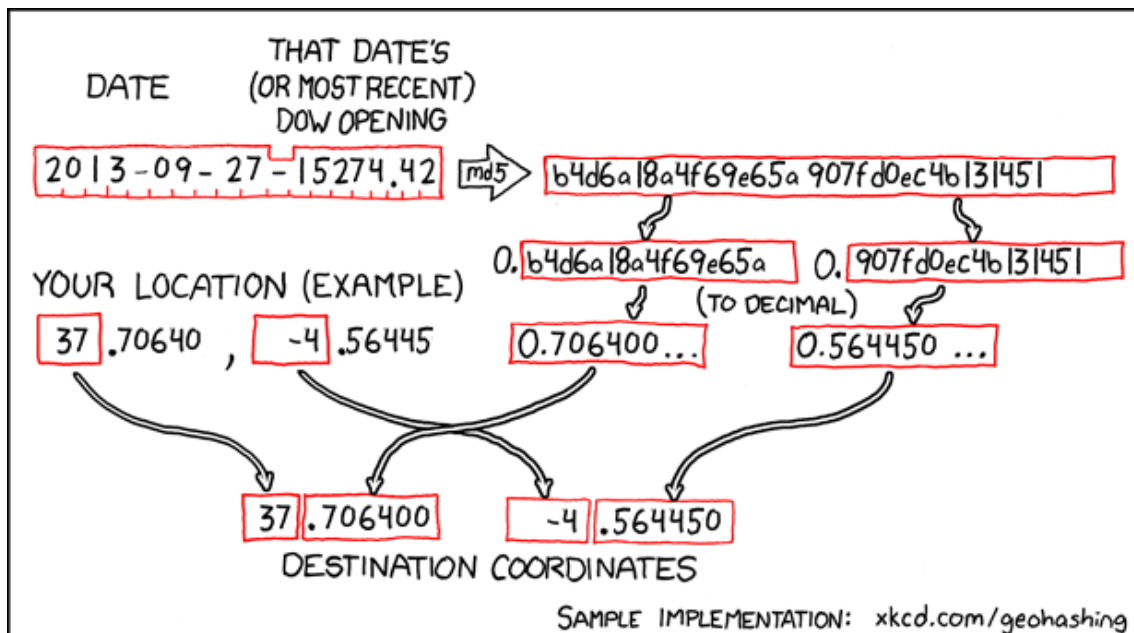 DATE
THAT DATE'S
(OR MOST RECENT)
DOW OPENING
2013-09-27-15274.42
md5
b4d6a18a4f69e65a907fd0ec4b131451
0.b4d6a18a4f69e65a
0.907fd0ec4b131451
YOUR LOCATION (EXAMPLE)
(TO DECIMAL)
37.70640, -4.56445
0.706400...
0.564450...
37.706400
-4.564450
DESTINATION COORDINATES
SAMPLE IMPLEMENTATION: xkcd.com/geohashing